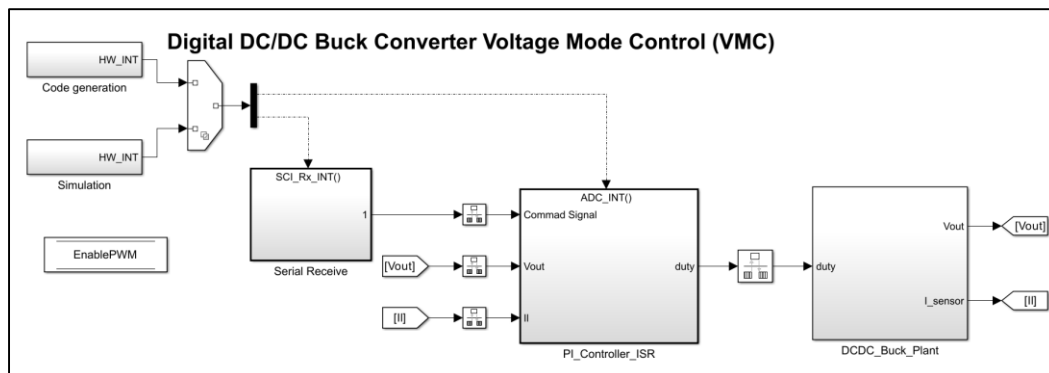 Digital DC/DC Buck Converter Voltage Mode Control (VMC)
HW_INT
Code generation
HW_INT
Simulation
EnablePWM
SCI_Rx_INT()
1
Serial Receive
[Vout]
[Il]
ADC_INT()
Commad Signal
Vout
duty
Il
PI_Controller_ISR
duty
Vout
I_sensor
DCDC_Buck_Plant
[Vout]
[Il]